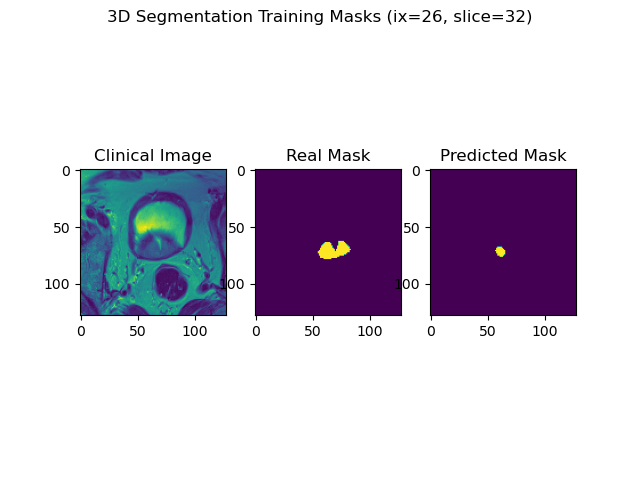 3D Segmentation Training Masks (ix=26, slice=32)
Clinical Image Real Mask Predicted Mask
0 0 0
50 50 50
100 100 100
0 50 100 0 50 100 0 50 100